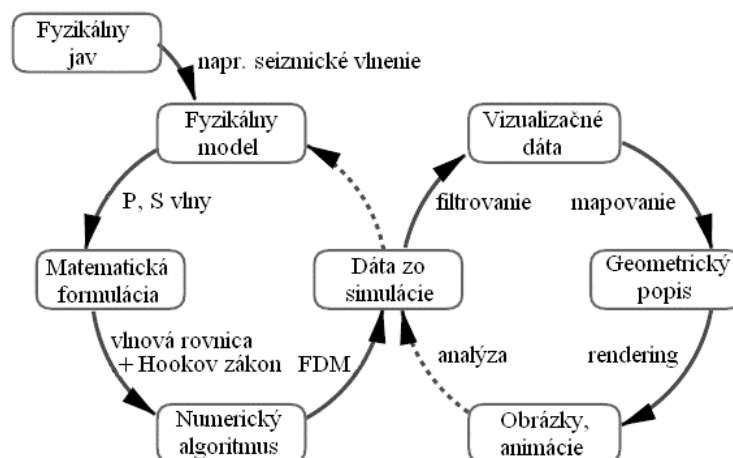 Fyzikálny
jav
napr. seizmické vlnenie
Fyzikálny
model
Vizualizačné
dáta
P, S vlny
filtrovanie
mapovanie
Matematická
formulácia
Dáta zo
simulácie
Geometrický
popis
vlnová rovnica
+ Hookov zákon
FDM
analýza
rendering
Numerický
algoritmus
Obrázky,
animácie